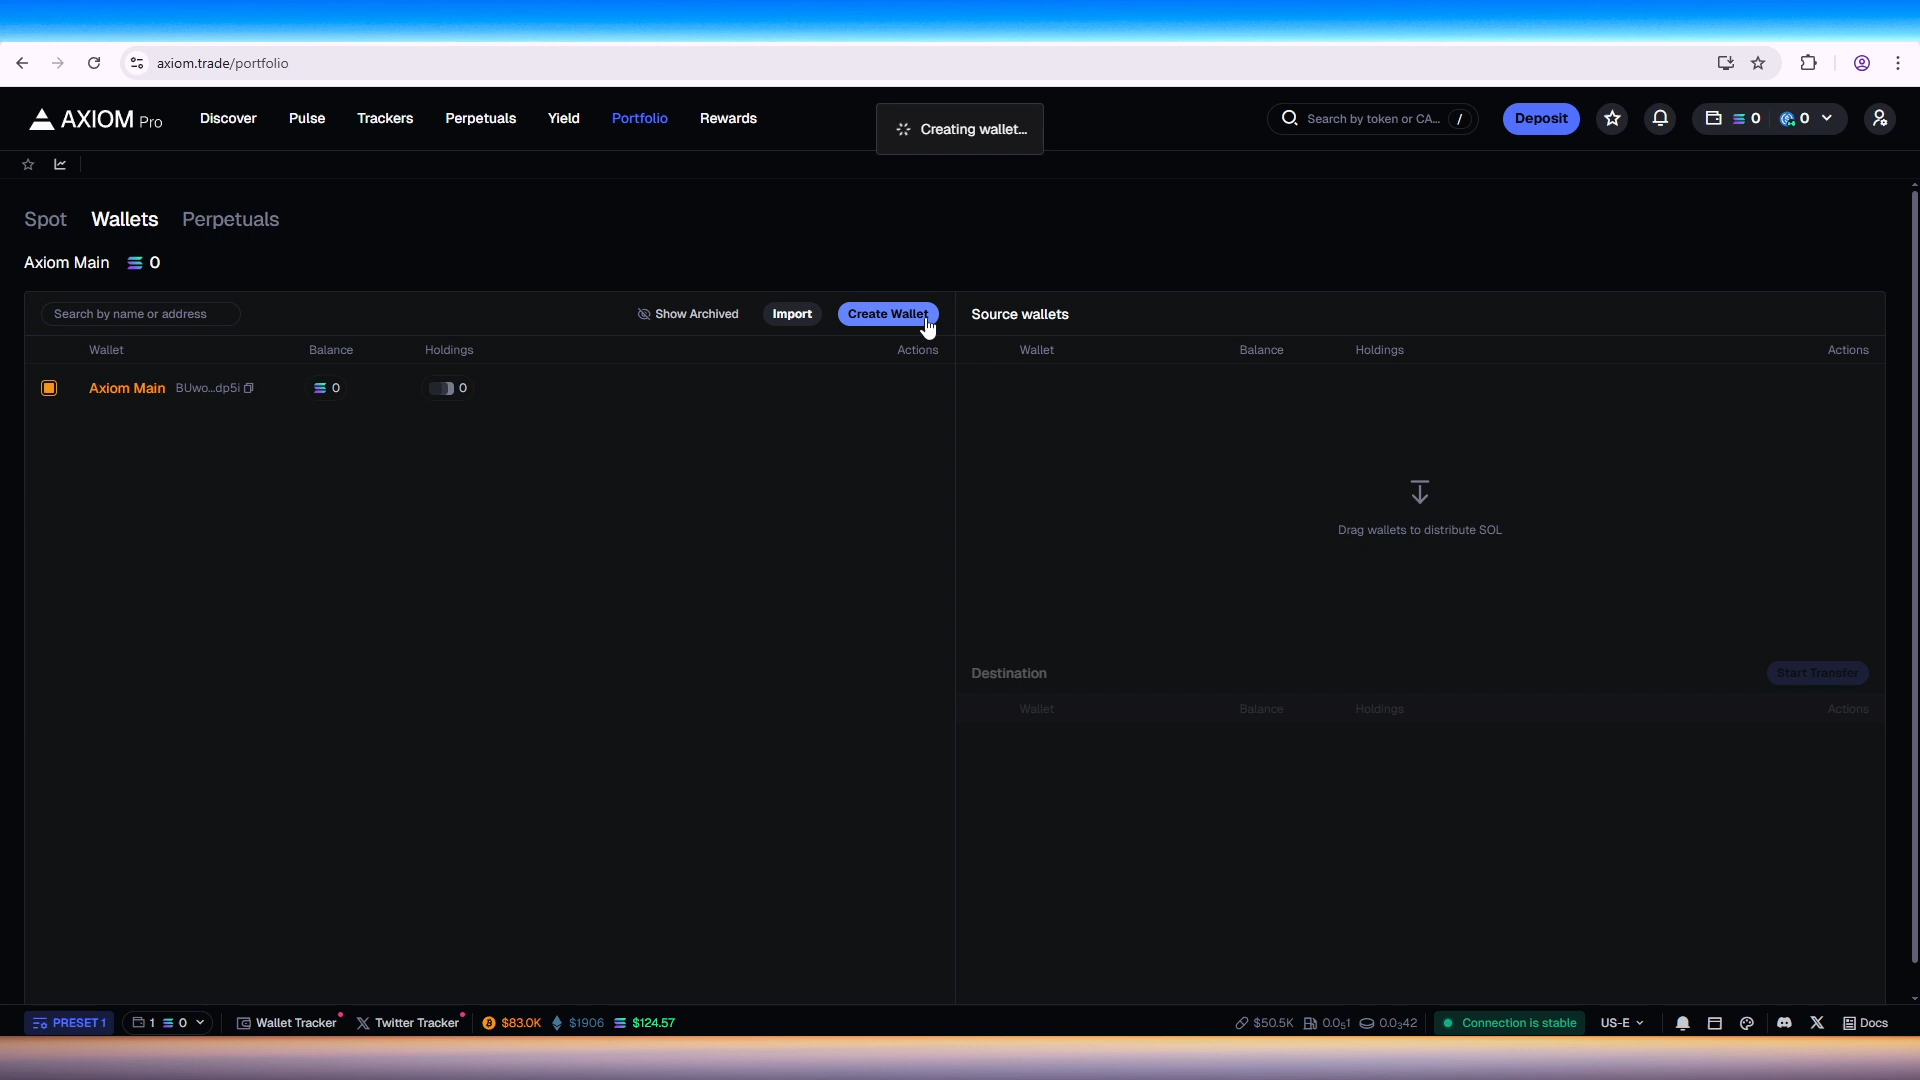 axiom.trade/portfolio
AXIOM Pro
Discover
Pulse
Trackers
Perpetuals
Yield
Portfolio
Rewards
Creating wallet...
Search by token or CA...
/
Deposit
0
0
Spot
Wallets
Perpetuals
Axiom Main
0
Search by name or address
Show Archived
Import
Create Wallet
Source wallets
Wallet
Balance
Holdings
Actions
Wallet
Balance
Holdings
Actions
Axiom Main
BUwo...dp5i
0
0
Drag wallets to distribute SOL
Destination
Start Transfer
Wallet
Balance
Holdings
Actions
PRESET 1
1
0
Wallet Tracker
Twitter Tracker
$83.0K
$1906
$124.57
$50.5K
0.0₅1
0.0₃42
Connection is stable
US-E
Docs